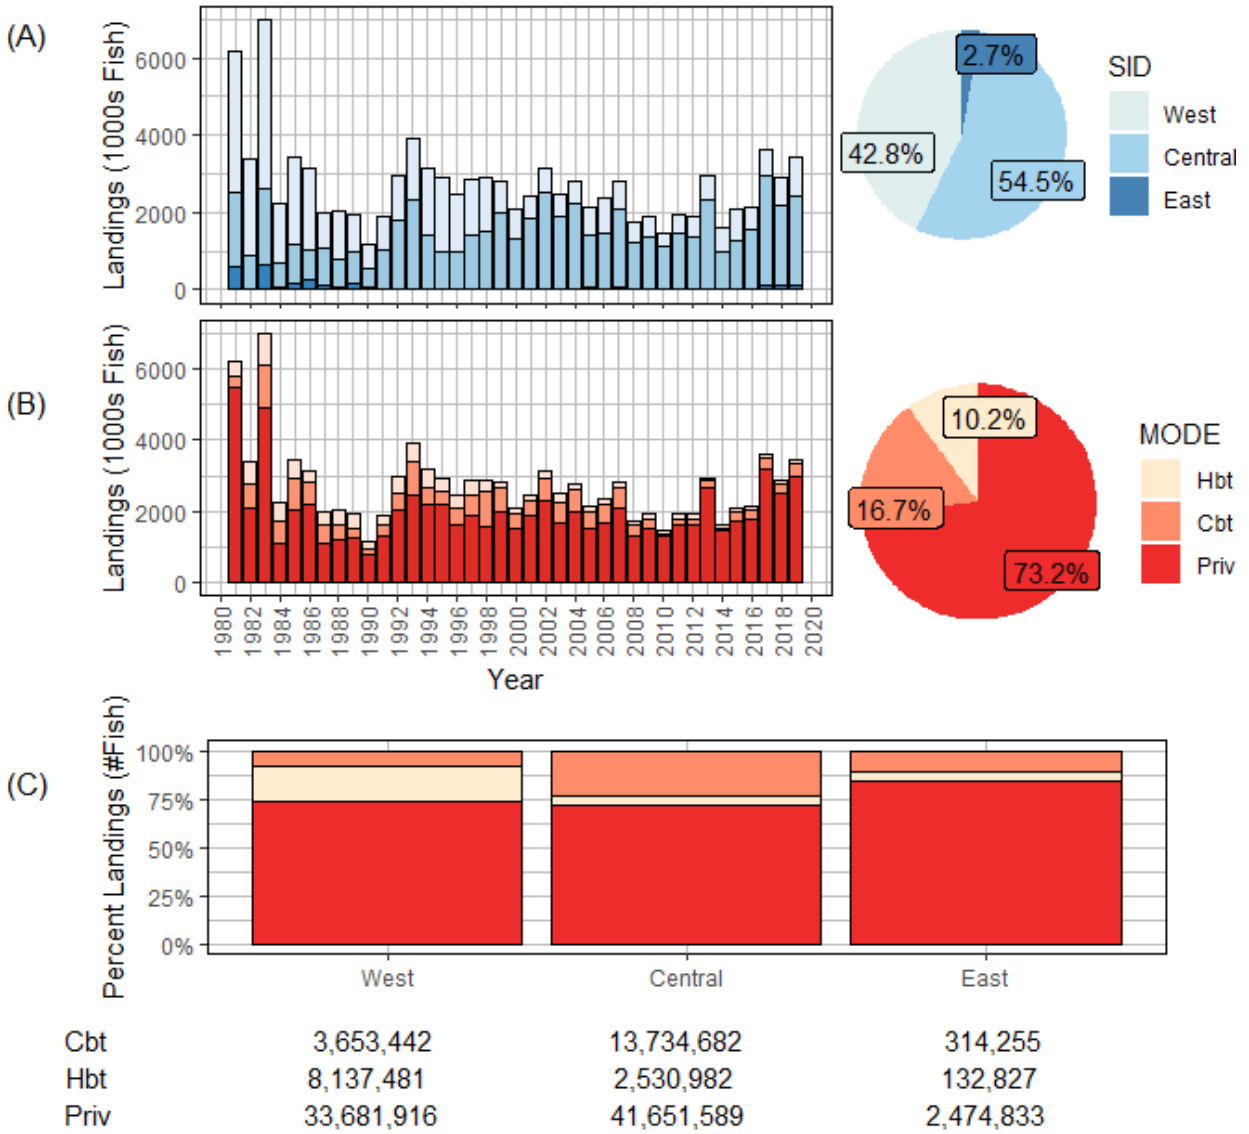 (A)
Landings (1000s Fish)
6000
4000
2000
0
2.7%
42.8%
54.5%
SID
West
Central
East
(B)
Landings (1000s Fish)
6000
4000
2000
0
1980 1982 1984 1986 1988 1990 1992 1994 1996 1998 2000 2002 2004 2006 2008 2010 2012 2014 2016 2018 2020
Year
10.2%
16.7%
73.2%
MODE
Hbt
Cbt
Priv
(C)
Percent Landings (#Fish)
100%
75%
50%
25%
0%
West Central East
Cbt 3,653,442 13,734,682 314,255
Hbt 8,137,481 2,530,982 132,827
Priv 33,681,916 41,651,589 2,474,833